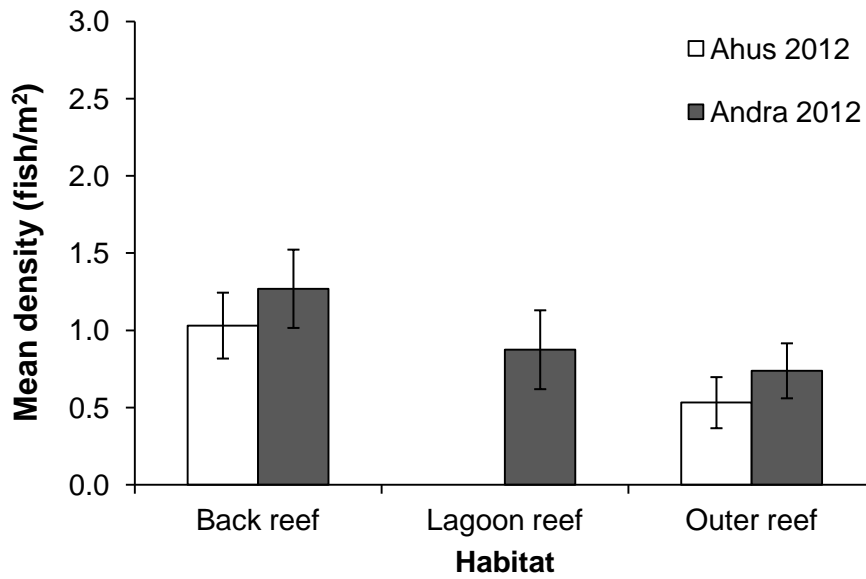 3.0
2.5
2.0
1.5
1.0
0.5
0.0
Mean density (fish/m²)
Ahus 2012
Andra 2012
Back reef
Lagoon reef
Outer reef
Habitat